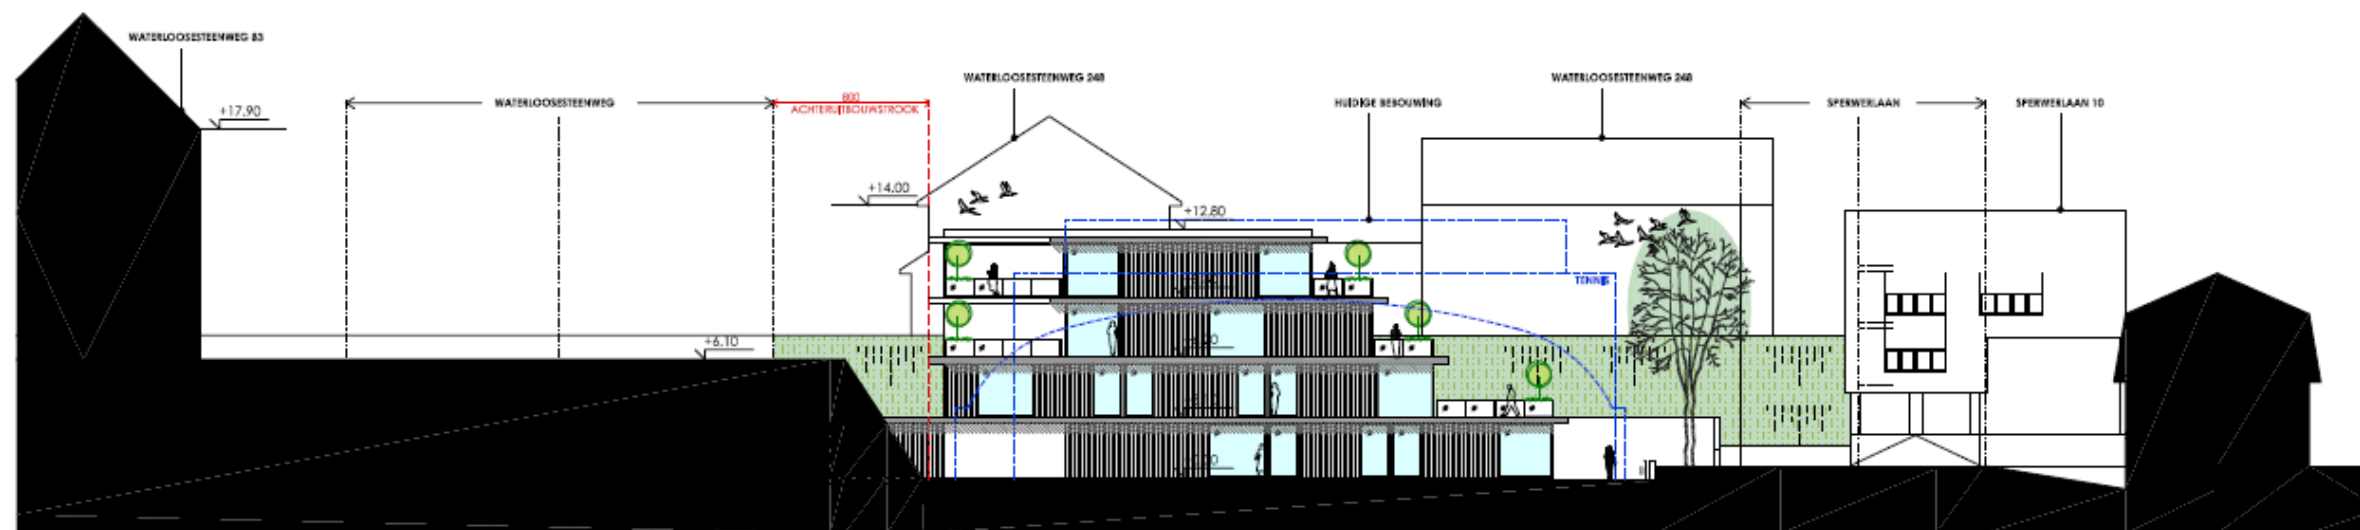 WATERLOOSESTEENWEG 83
+17.90
WATERLOOSESTEENWEG
800
ACHTERUITBOUWSTROOK
WATERLOOSESTEENWEG 248
HUIDIGE BEBOUWING
WATERLOOSESTEENWEG 248
SPERWERLAAN
SPERWERLAAN 10
+14.00
+12.80
TENNIS
+6.10